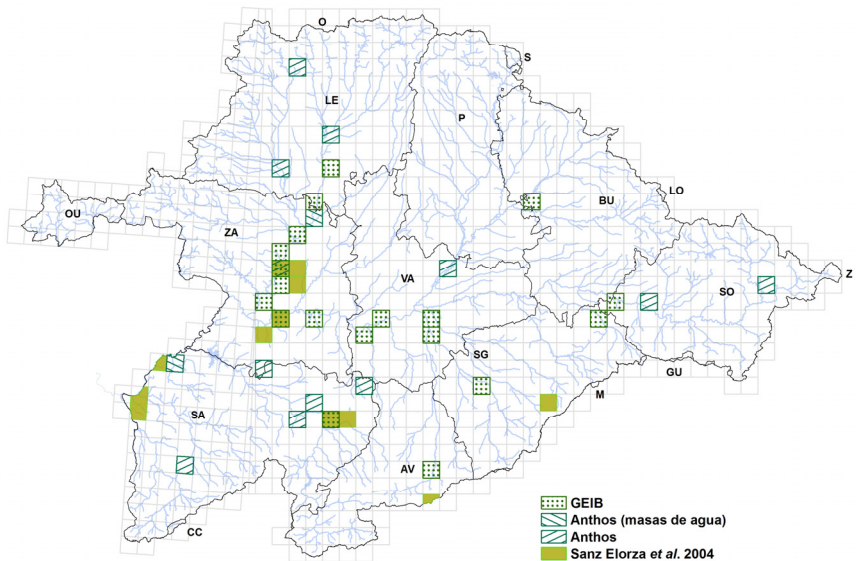 O
S
LE
P
LO
BU
OU
ZA
VA
Z
SO
SG
GU
M
SA
AV
CC
GEIB
Anthos (masas de agua)
Anthos
Sanz Elorza et al. 2004